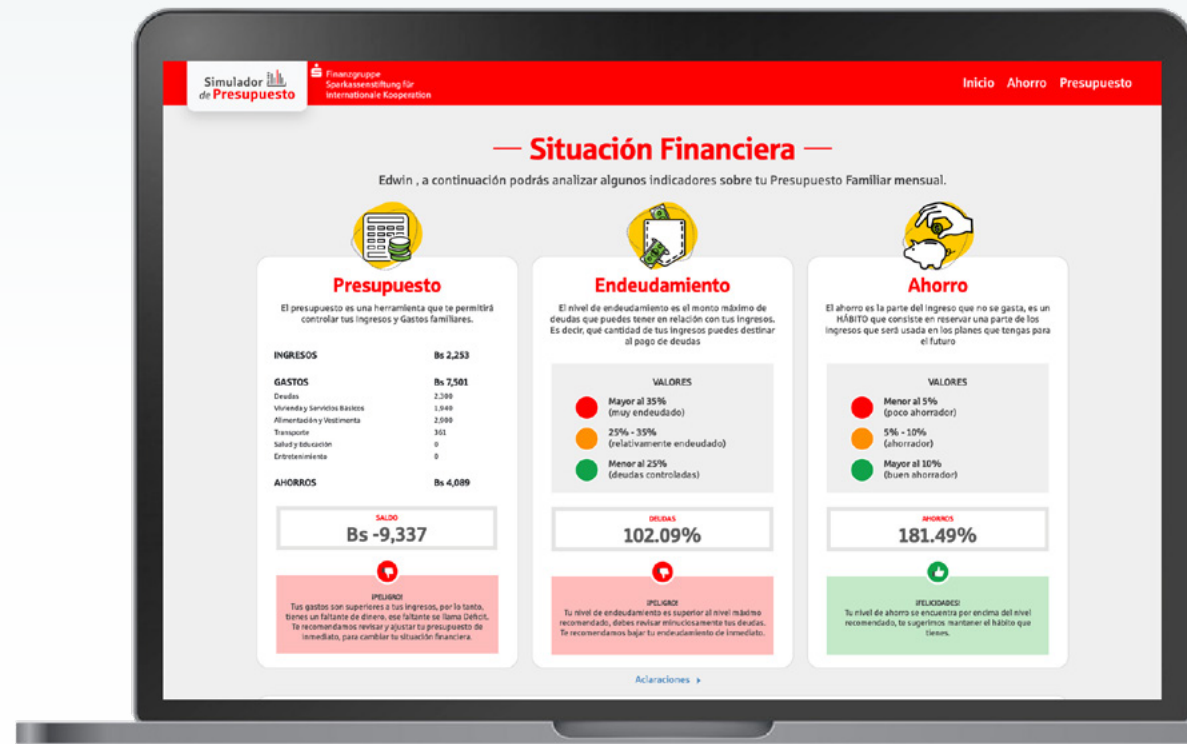 Simulador
de Presupuesto
Finanzgruppe
Sparkassenstiftung für
internationale Kooperation
Inicio Ahorro Presupuesto
Situación Financiera
Edwin , a continuación podrás analizar algunos indicadores sobre tu Presupuesto Familiar mensual.
Presupuesto
El presupuesto es una herramienta que te permitirá
controlar tus Ingresos y Gastos familiares.
INGRESOS Bs 2,253
GASTOS Bs 7,501
Deudas 2,300
Vivienda y Servicios Básicos 1,940
Alimentación y Vestimenta 2,900
Transporte 361
Salud y Educación 0
Entretenimiento 0
AHORROS Bs 4,089
SALDO
Bs -9,337
¡PELIGRO!
Tus gastos son superiores a tus ingresos, por lo tanto,
tienes un faltante de dinero, ese faltante se llama Déficit.
Te recomendamos revisar y ajustar tu presupuesto de
inmediato, para cambiar tu situación financiera.
Endeudamiento
El nivel de endeudamiento es el monto máximo de
deudas que puedes tener en relación con tus ingresos.
Es decir, qué cantidad de tus ingresos puedes destinar
al pago de deudas
VALORES
Mayor al 35%
(muy endeudado)
25% - 35%
(relativamente endeudado)
Menor al 25%
(deudas controladas)
DEUDAS
102.09%
¡PELIGRO!
Tu nivel de endeudamiento es superior al nivel máximo
recomendado, debes revisar minuciosamente tus deudas.
Te recomendamos bajar tu endeudamiento de inmediato.
Ahorro
El ahorro es la parte del ingreso que no se gasta, es un
HÁBITO que consiste en reservar una parte de los
ingresos que será usada en los planes que tengas para
el futuro
VALORES
Menor al 5%
(poco ahorrador)
5% - 10%
(ahorrador)
Mayor al 10%
(buen ahorrador)
AHORROS
181.49%
¡FELICIDADES!
Tu nivel de ahorro se encuentra por encima del nivel
recomendado, te sugerimos mantener el hábito que
tienes.
Aclaraciones